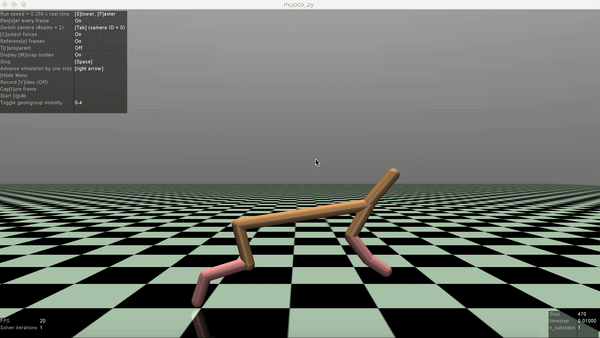 mujoco_py
Run speed = 0.250 x real time [S]lower, [F]aster
Ren[d]er every frame On
Switch camera (#cams = 2) [Tab] (camera ID = 0)
[C]ontact forces On
Referenc[e] frames On
T[r]ansparent Off
Display [M]ocap bodies On
Stop [Space]
Advance simulation by one step [right arrow]
[H]ide Menu
Record [V]ideo (Off)
Cap[t]ure frame
Start [i]pdb
Toggle geomgroup visibility 0-4
FPS 20
Solver iterations 1
Step 470
timestep 0.01000
n_substeps 1